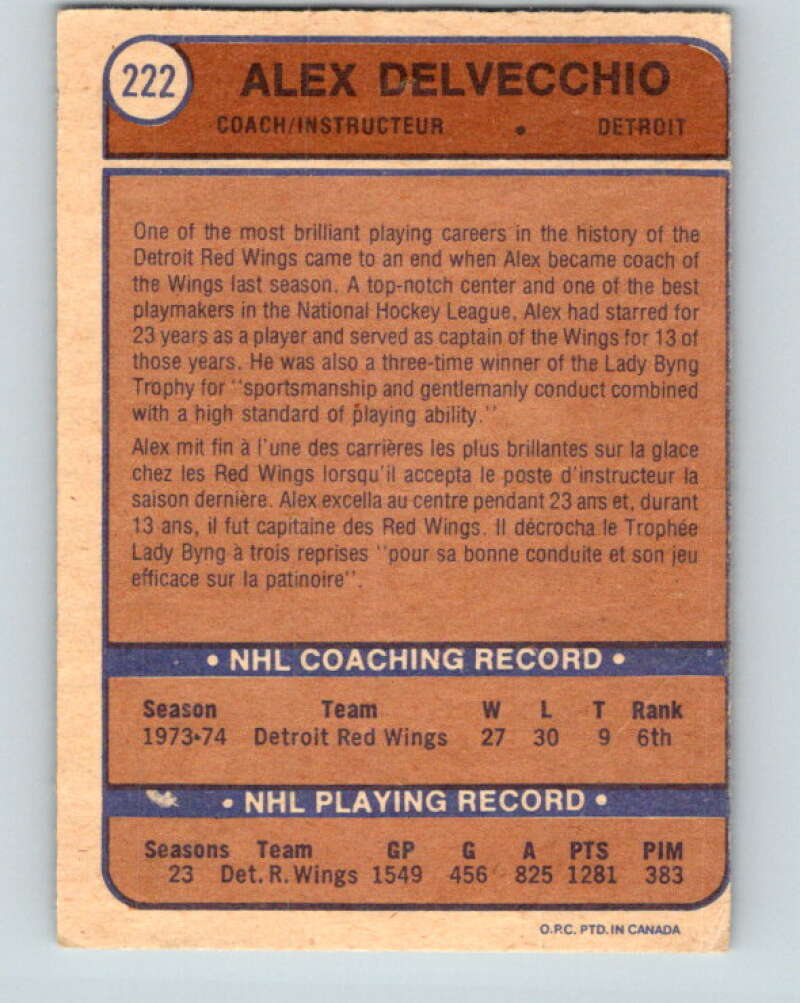 222 ALEX DELVECCHIO
COACH/INSTRUCTEUR • DETROIT
One of the most brilliant playing careers in the history of the
Detroit Red Wings came to an end when Alex became coach of
the Wings last season. A top-notch center and one of the best
playmakers in the National Hockey League, Alex had starred for
23 years as a player and served as captain of the Wings for 13 of
those years. He was also a three-time winner of the Lady Byng
Trophy for "sportsmanship and gentlemanly conduct combined
with a high standard of playing ability."
Alex mit fin à l'une des carrières les plus brillantes sur la glace
chez les Red Wings lorsqu'il accepta le poste d'instructeur la
saison dernière. Alex excella au centre pendant 23 ans et, durant
13 ans, il fut capitaine des Red Wings. Il décrocha le Trophée
Lady Byng à trois reprises "pour sa bonne conduite et son jeu
efficace sur la patinoire".
• NHL COACHING RECORD •
Season Team W L T Rank
1973-74 Detroit Red Wings 27 30 9 6th
• NHL PLAYING RECORD •
Seasons Team GP G A PTS PIM
23 Det. R. Wings 1549 456 825 1281 383
O.P.C. PTD. IN CANADA